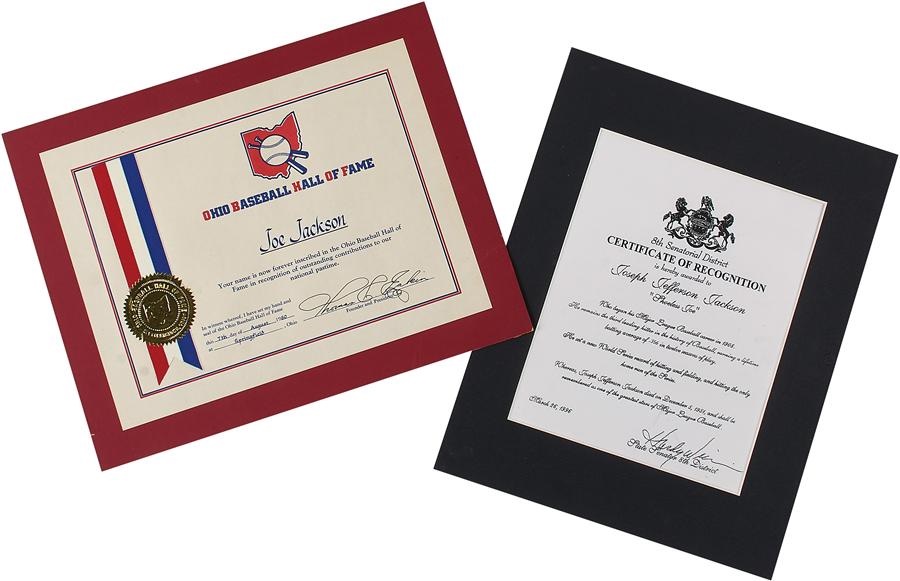 OHIO BASEBALL HALL OF FAME
Joe Jackson
Your name is now forever inscribed in the Ohio Baseball Hall of
Fame in recognition of outstanding contributions to our
national pastime.
In witness whereof, I have set my hand and
seal of the Ohio Baseball Hall of Fame
this 7th day of August, 1980
at Springfield, Ohio
Founder and President
BASEBALL HALL OF
8th Senatorial District
CERTIFICATE OF RECOGNITION
is hereby awarded to
Joseph Jefferson Jackson
"Shoeless Joe"
Who began his Major League Baseball career in 1908.
He remains the third leading hitter in the history of Baseball, earning a lifetime
batting average of .356 in twelve seasons of play.
He set a new World Series record of hitting and fielding, and hitting the only
home run of the Series.
Whereas, Joseph Jefferson Jackson died on December 5, 1951, and shall be
remembered as one of the greatest stars of Major League Baseball.
March 26, 1996
State Senator 8th District